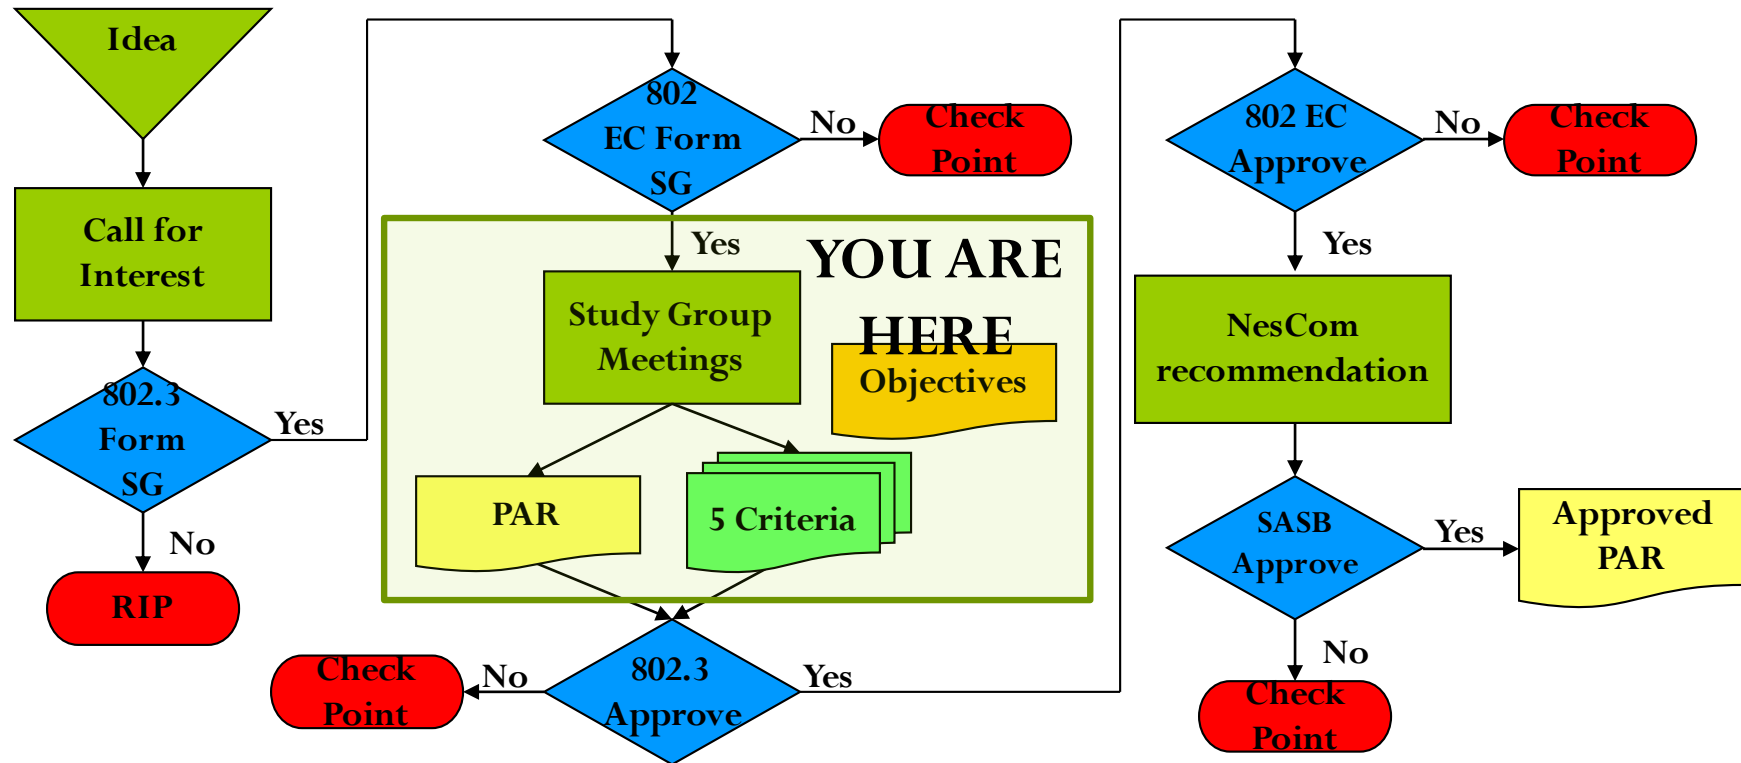 Idea
Call for
Interest
802.3
Form
SG
Yes
No
RIP
802
EC Form
SG
No
Check
Point
Yes
YOU ARE
HERE
Study Group
Meetings
Objectives
PAR
5 Criteria
802.3
Approve
No
Check
Point
Yes
802 EC
Approve
No
Check
Point
Yes
NesCom
recommendation
SASB
Approve
Yes
Approved
PAR
No
Check
Point